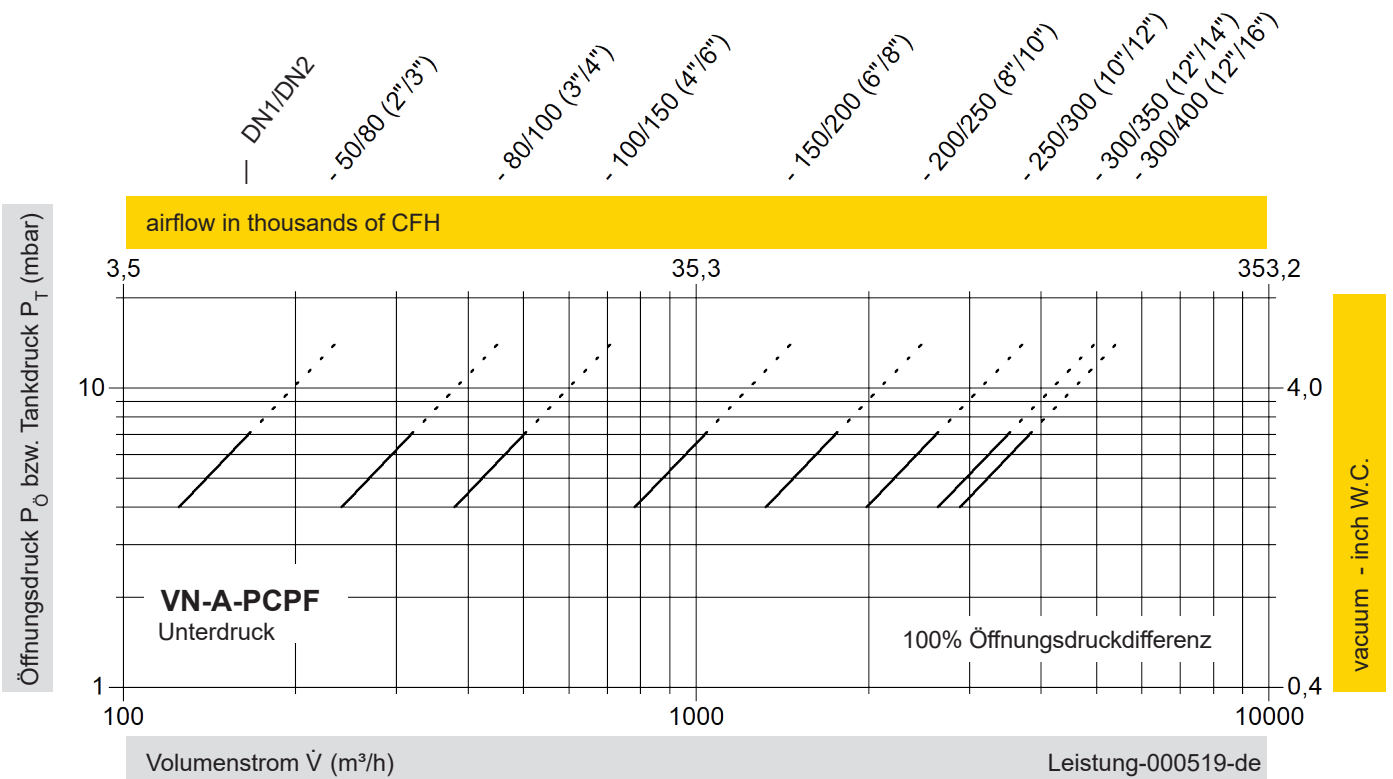 DN1/DN2
- 50/80 (2"/3")
- 80/100 (3"/4")
- 100/150 (4"/6")
- 150/200 (6"/8")
- 200/250 (8"/10")
- 250/300 (10"/12")
- 300/350 (12"/14")
- 300/400 (12"/16")
airflow in thousands of CFH
3,5 35,3 353,2
Öffnungsdruck PÖ bzw. Tankdruck PT (mbar)
10
1
4,0
0,4
vacuum - inch W.C.
VN-A-PCPF
Unterdruck
100% Öffnungsdruckdifferenz
100 1000 10000
Volumenstrom V̇ (m³/h)
Leistung-000519-de